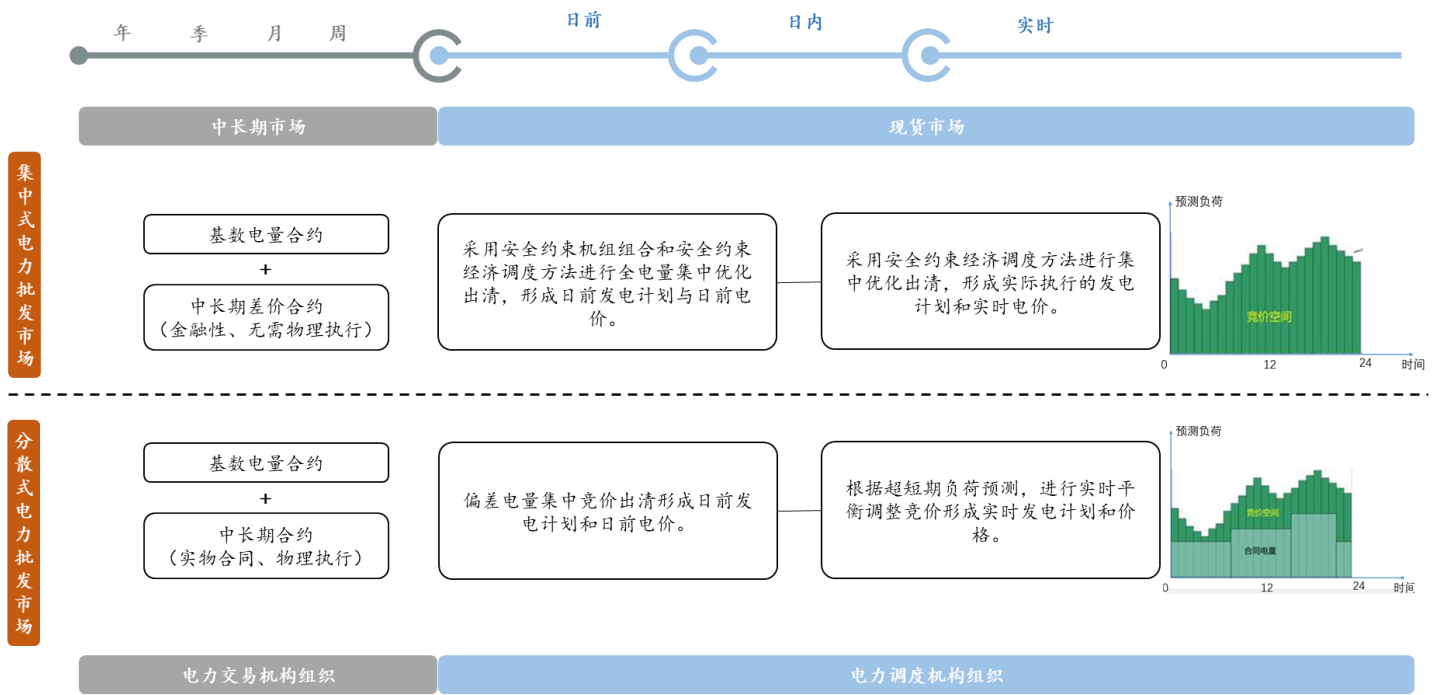 年 季 月 周
日前
日内
实时
中长期市场
现货市场
集中式电力批发市场
基数电量合约
+
中长期差价合约
（金融性、无需物理执行）
采用安全约束机组组合和安全约束
经济调度方法进行全电量集中优化
出清，形成日前发电计划与日前电
价。
采用安全约束经济调度方法进行集
中优化出清，形成实际执行的发电
计划和实时电价。
预测负荷
竞价空间
0 12 24 时间
分散式电力批发市场
基数电量合约
+
中长期合约
（实物合同、物理执行）
偏差电量集中竞价出清形成日前发
电计划和日前电价。
根据超短期负荷预测，进行实时平
衡调整竞价形成实时发电计划和价
格。
预测负荷
竞价空间
合同电量
0 12 24 时间
电力交易机构组织
电力调度机构组织